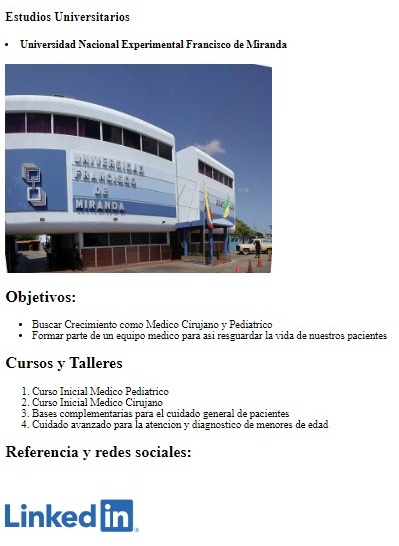 Estudios Universitarios
Universidad Nacional Experimental Francisco de Miranda
UNIVERSIDAD
FRANCISCO
DE
MIRANDA
Objetivos:
Buscar Crecimiento como Medico Cirujano y Pediatrico
Formar parte de un equipo medico para asi resguardar la vida de nuestros pacientes
Cursos y Talleres
1. Curso Inicial Medico Pediatrico
2. Curso Inicial Medico Cirujano
3. Bases complementarias para el cuidado general de pacientes
4. Cuidado avanzado para la atencion y diagnostico de menores de edad
Referencia y redes sociales:
Linked in